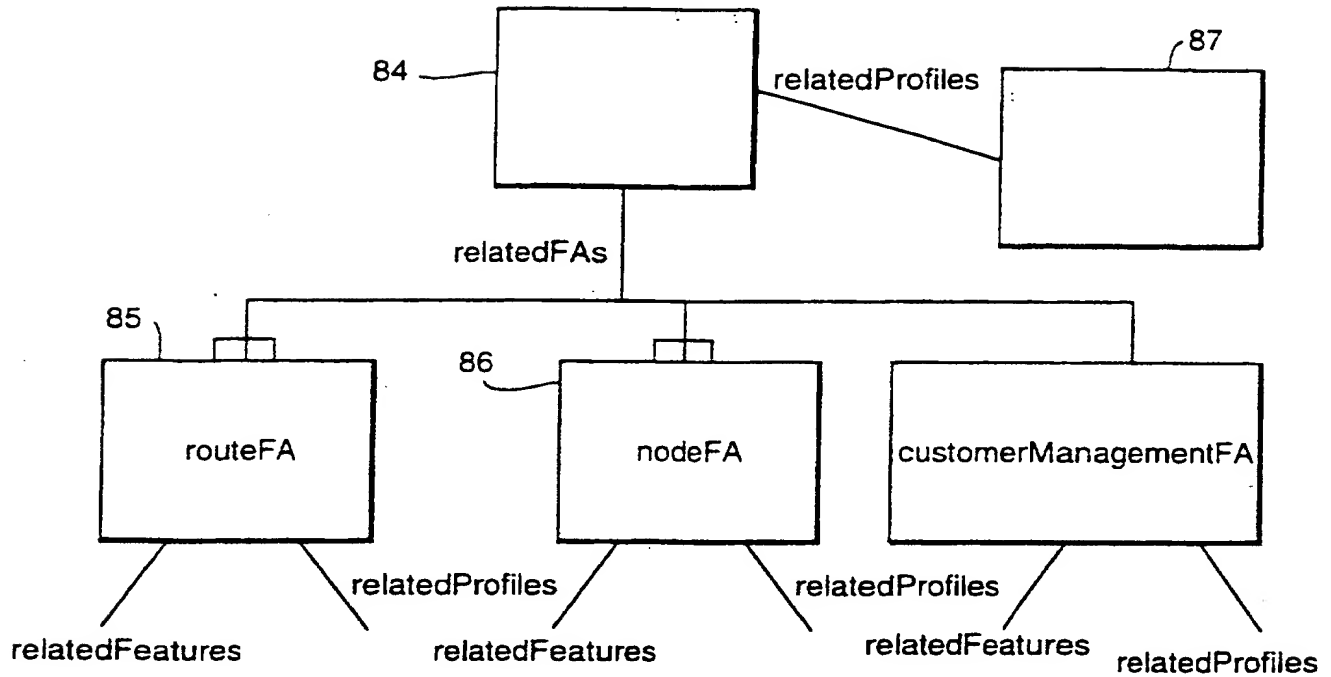 84
87
relatedProfiles
relatedFAs
85
86
routeFA
nodeFA
customerManagementFA
relatedProfiles
relatedProfiles
relatedFeatures
relatedFeatures
relatedFeatures
relatedProfiles